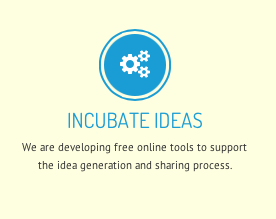 INCUBATE IDEAS
We are developing free online tools to support
the idea generation and sharing process.